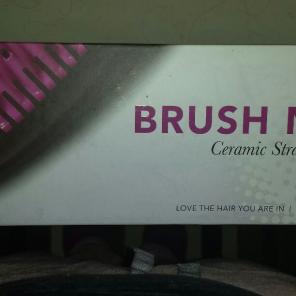 BRUSH
Ceramic
LOVE THE HAIR YOU ARE IN |